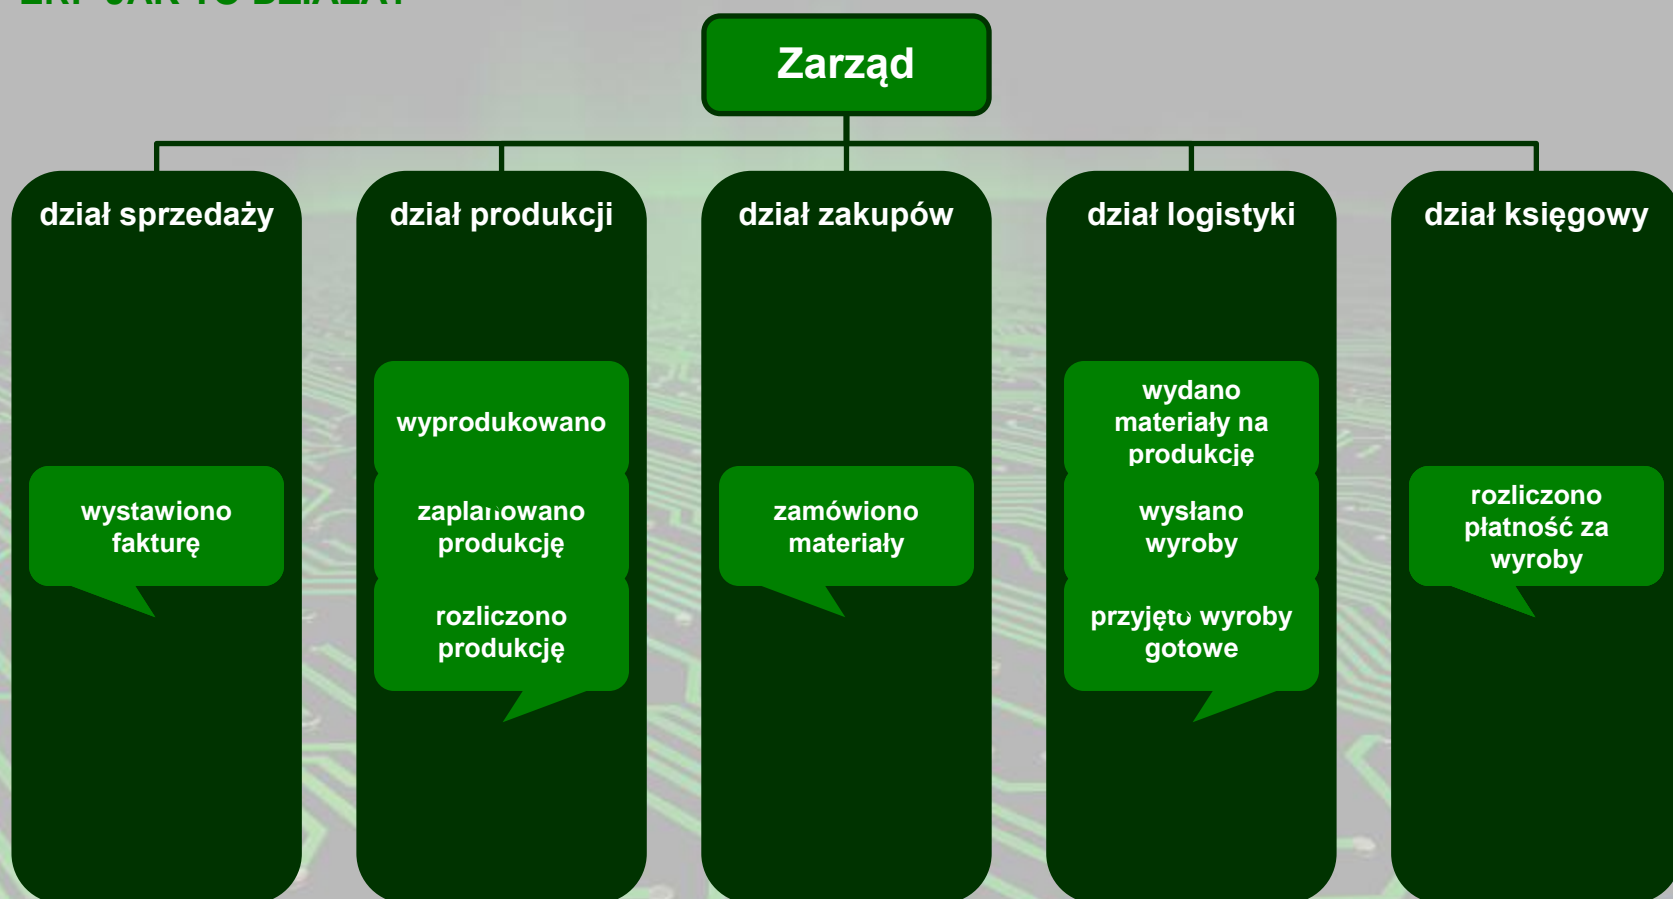 Zarząd
dział sprzedaży
dział produkcji
dział zakupów
dział logistyki
dział księgowy
wystawiono
fakturę
wyprodukowano
zaplanowano
produkcję
rozliczono
produkcję
zamówiono
materiały
wydano
materiały na
produkcję
wysłano
wyroby
przyjęto wyroby
gotowe
rozliczono
płatność za
wyroby